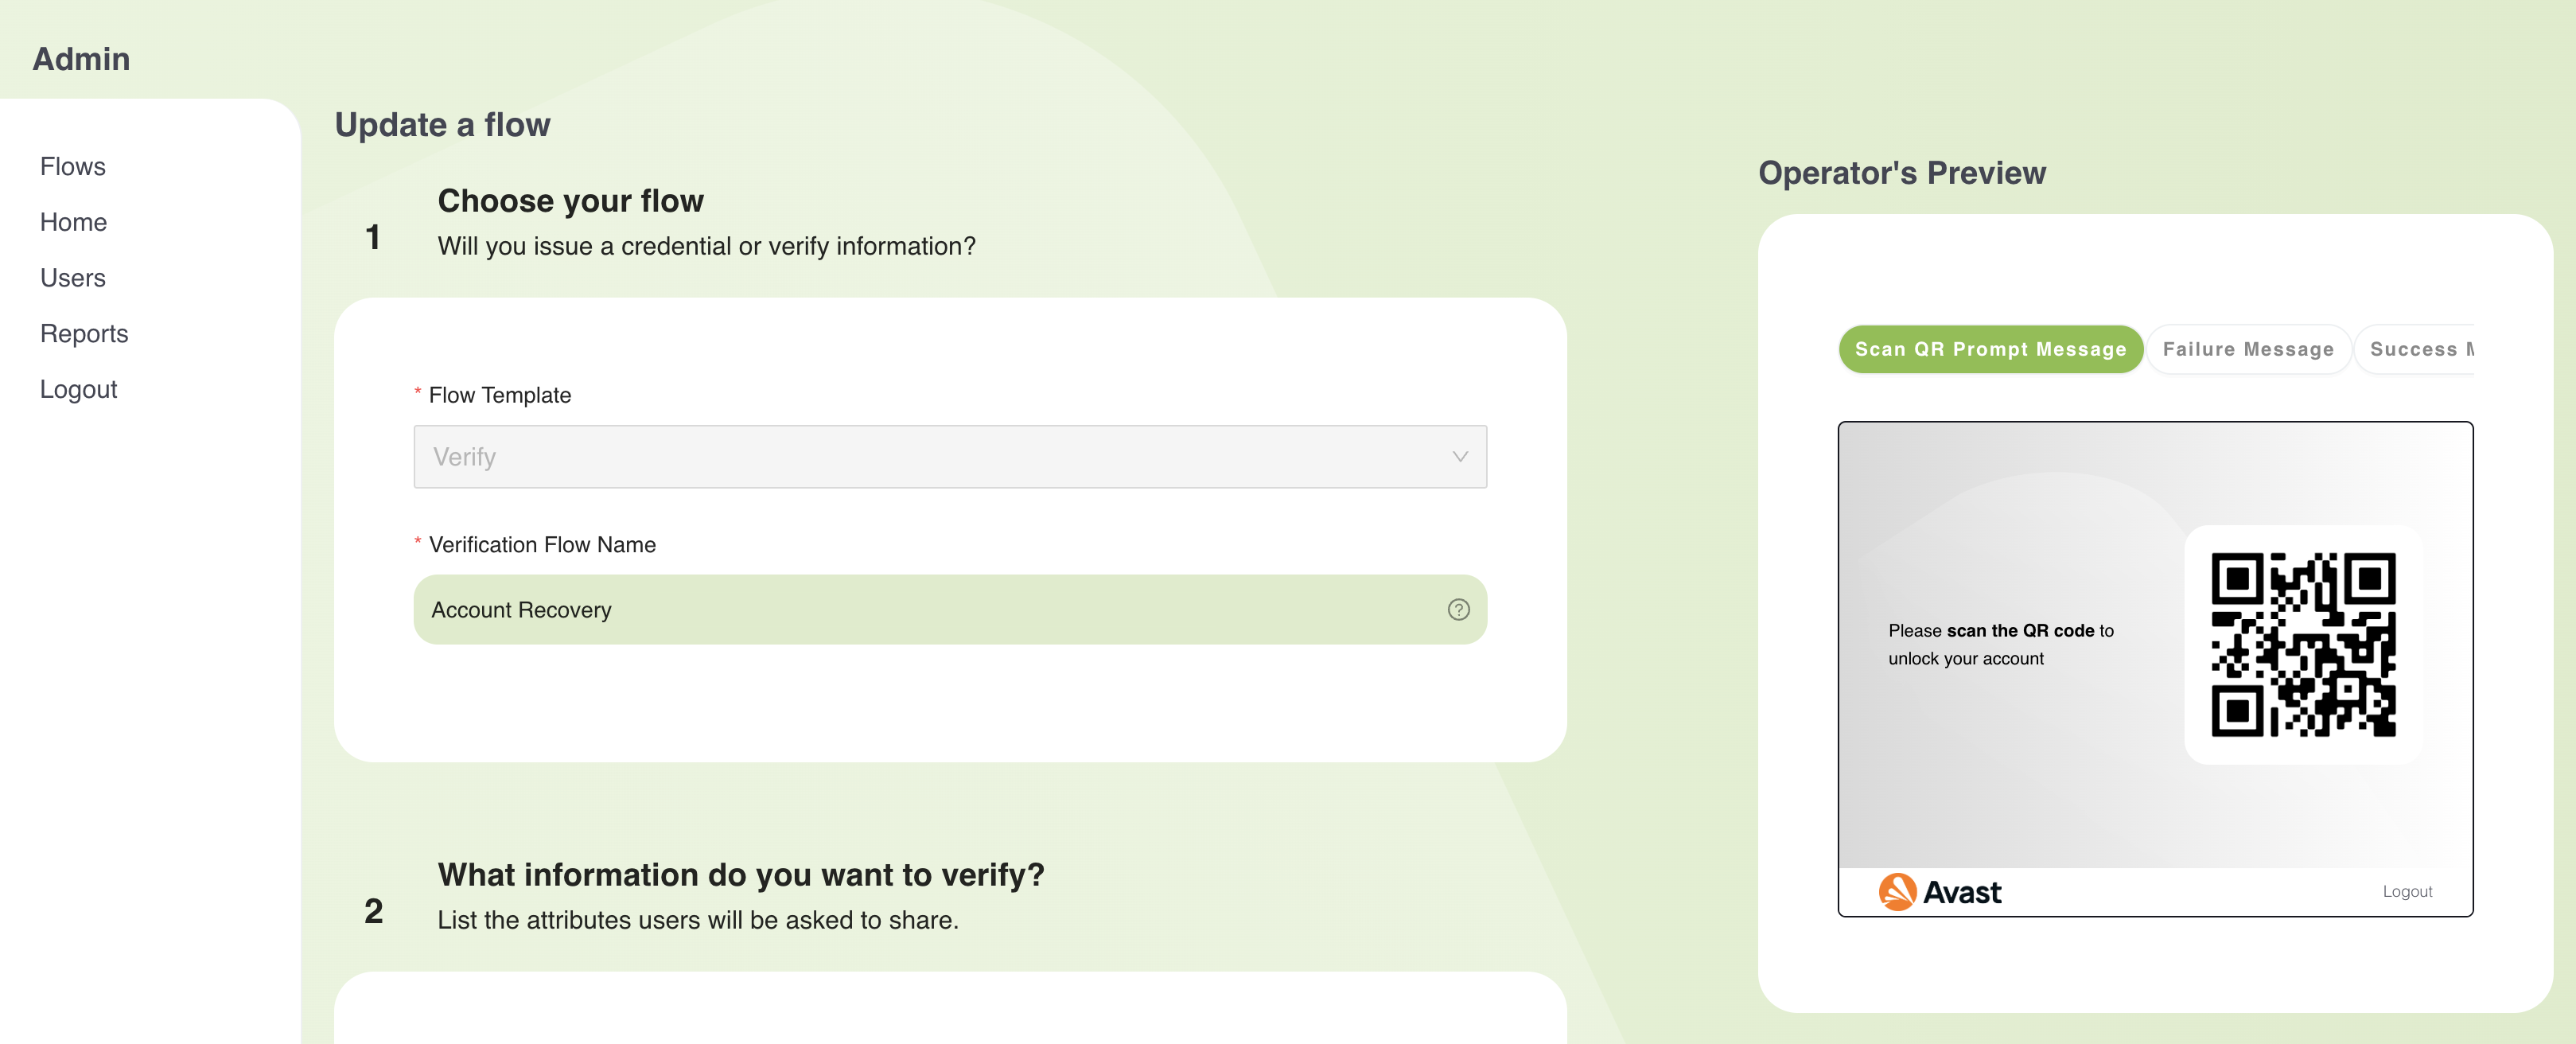 Admin
Flows
Home
Users
Reports
Logout
Update a flow
1
Choose your flow
Will you issue a credential or verify information?
* Flow Template
Verify
* Verification Flow Name
Account Recovery
?
2
What information do you want to verify?
List the attributes users will be asked to share.
Operator's Preview
Scan QR Prompt Message
Failure Message
Success M
Please scan the QR code to
unlock your account
Avast
Logout